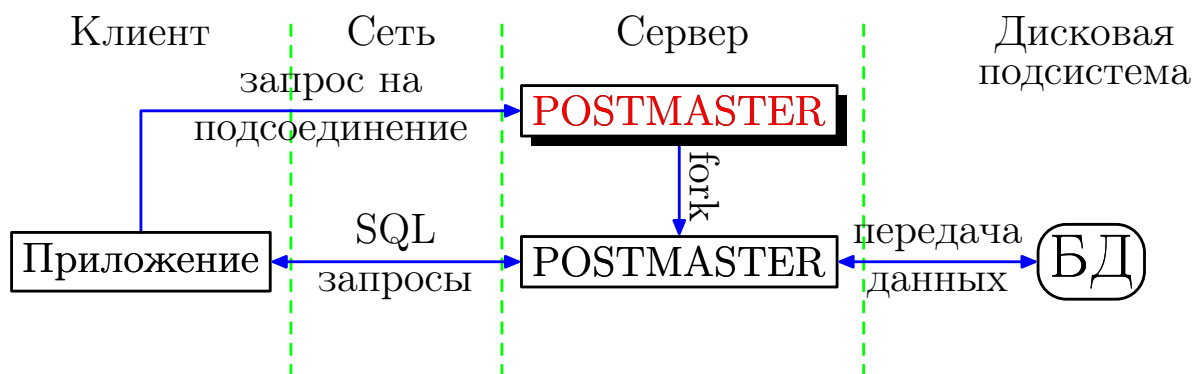 Клиент
Сеть
Сервер
Дисковая
подсистема
запрос на
подсоединение
POSTMASTER
fork
Приложение
SQL
запросы
POSTMASTER
передача
данных
БД